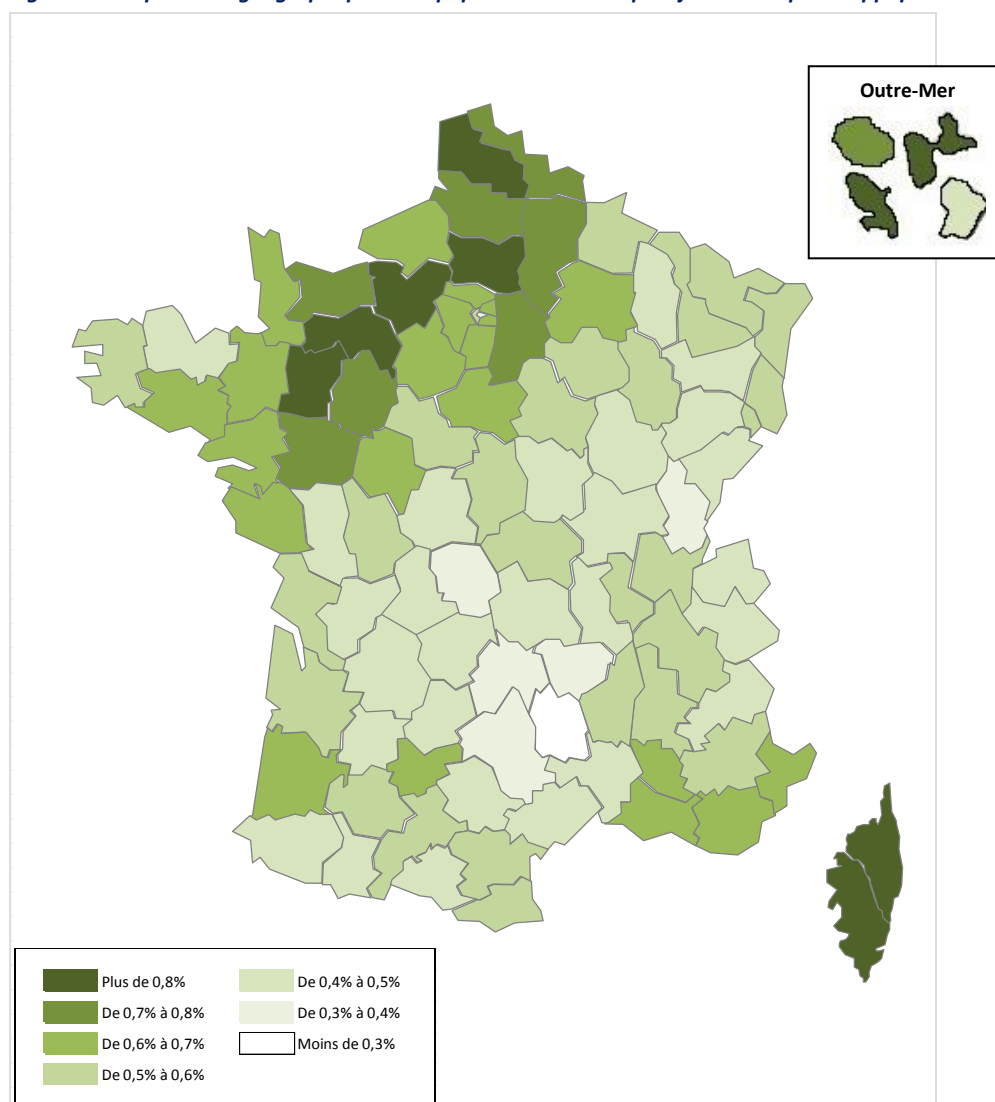 Outre-Mer
Plus de 0,8%
De 0,7% à 0,8%
De 0,6% à 0,7%
De 0,5% à 0,6%
De 0,4% à 0,5%
De 0,3% à 0,4%
Moins de 0,3%